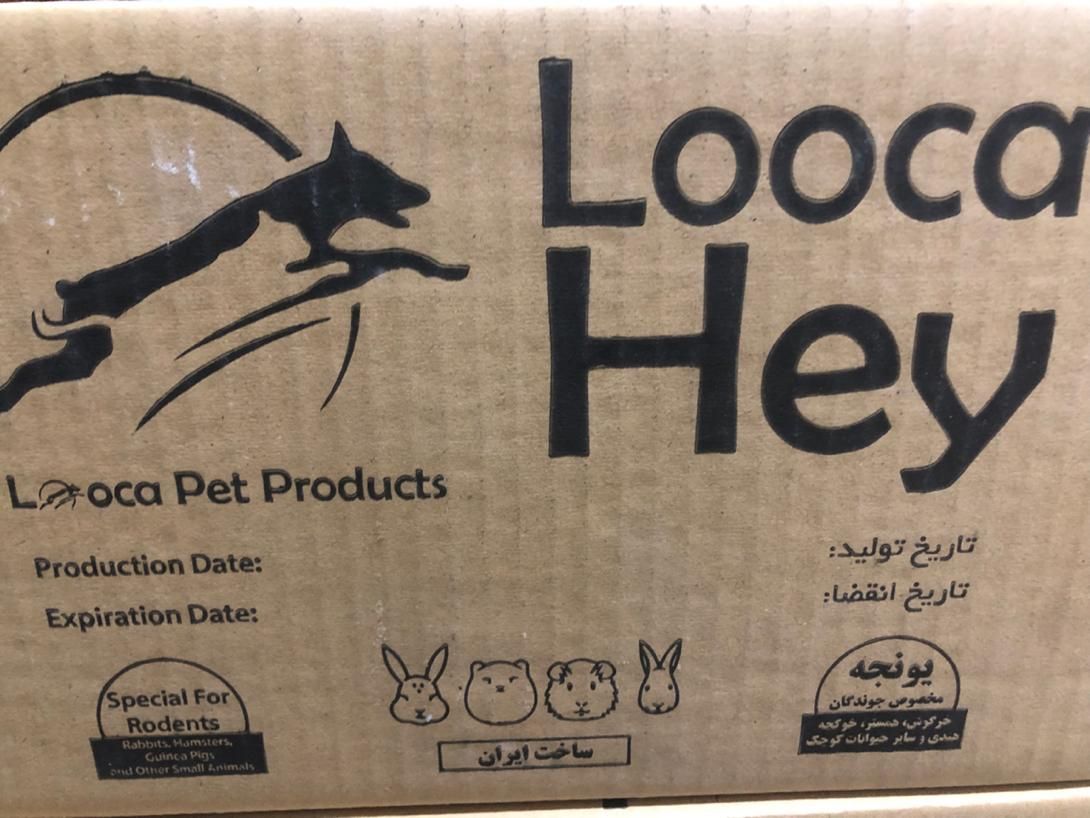 Looca
Hey
Looca Pet Products
Production Date:
Expiration Date:
تاریخ تولید:
تاریخ انقضا:
Special For
Rodents
Rabbits, Hamsters,
Guinea Pigs
and Other Small Animals
ساخت ایران
یونجه
مخصوص جوندگان
خرگوش، همستر، خوکچه
هندی و سایر حیوانات کوچک